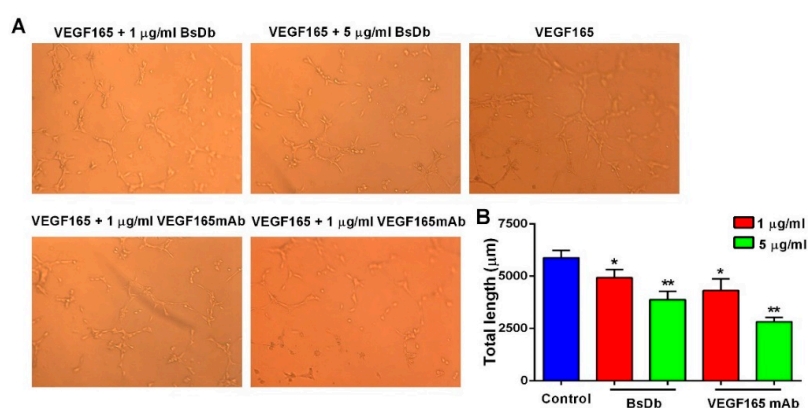 A
VEGF165 + 1 μg/ml BsDb
VEGF165 + 5 μg/ml BsDb
VEGF165
VEGF165 + 1 μg/ml VEGF165mAb
VEGF165 + 1 μg/ml VEGF165mAb
B
1 μg/ml
5 μg/ml
Total length (μm)
7500
5000
2500
0
*
**
*
**
Control
BsDb
VEGF165 mAb